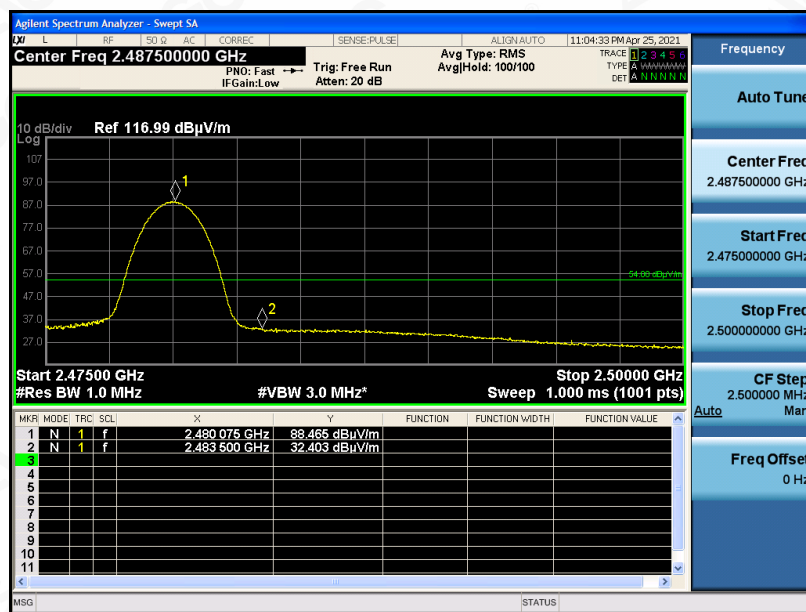 Agilent Spectrum Analyzer - Swept SA
LXI L RF 50 Ω AC CORREC SENSE:PULSE ALIGN AUTO 11:04:33 PM Apr 25, 2021
Center Freq 2.487500000 GHz
PNO: Fast
IFGain:Low
Trig: Free Run
Atten: 20 dB
Avg Type: RMS
Avg|Hold: 100/100
TRACE 1 2 3 4 5 6
TYPE A WWWWW
DET A N N N N N
10 dB/div Ref 116.99 dBµV/m
Log
107
97.0
87.0
77.0
67.0
57.0
47.0
37.0
27.0
1
2
54.00 dBµV/m
Start 2.47500 GHz Stop 2.50000 GHz
#Res BW 1.0 MHz #VBW 3.0 MHz* Sweep 1.000 ms (1001 pts)
MKR MODE TRC SCL X Y FUNCTION FUNCTION WIDTH FUNCTION VALUE
1 N 1 f 2.480 075 GHz 88.465 dBµV/m
2 N 1 f 2.483 500 GHz 32.403 dBµV/m
3
4
5
6
7
8
9
10
11
MSG STATUS
Frequency
Auto Tune
Center Freq
2.487500000 GHz
Start Freq
2.475000000 GHz
Stop Freq
2.500000000 GHz
CF Step
2.500000 MHz
Auto Man
Freq Offset
0 Hz